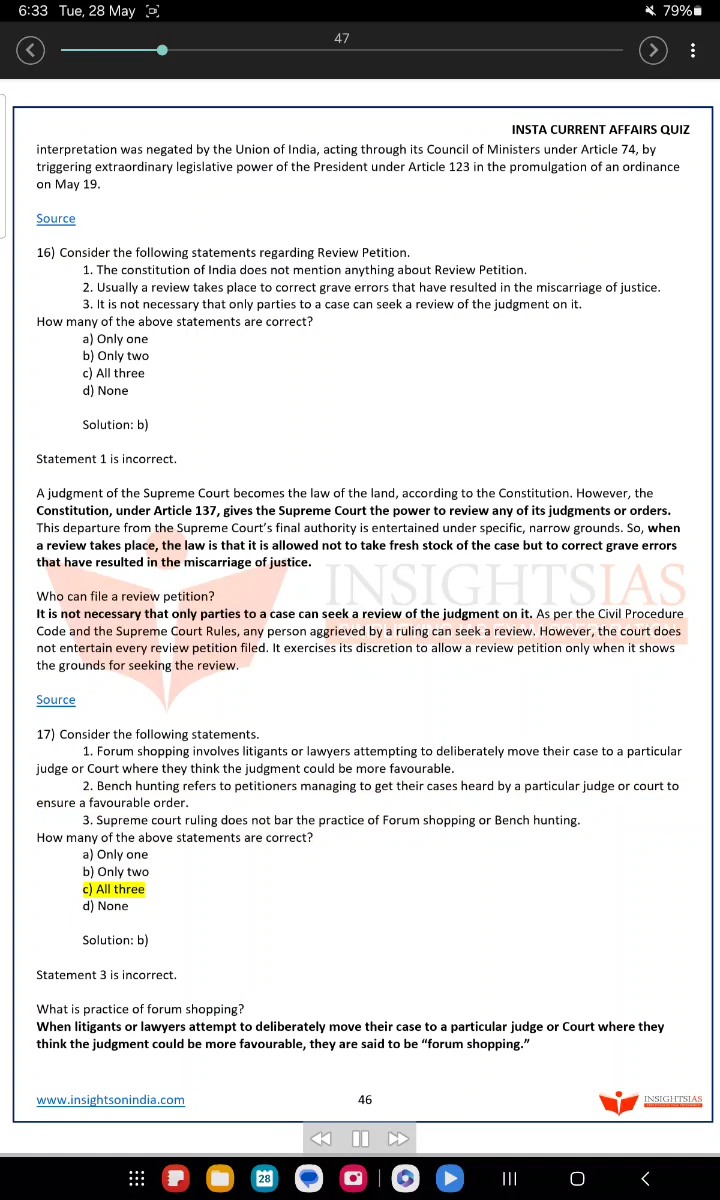 6:33 Tue, 28 May
79%
47
INSTA CURRENT AFFAIRS QUIZ
interpretation was negated by the Union of India, acting through its Council of Ministers under Article 74, by
triggering extraordinary legislative power of the President under Article 123 in the promulgation of an ordinance
on May 19.
Source
16) Consider the following statements regarding Review Petition.
1. The constitution of India does not mention anything about Review Petition.
2. Usually a review takes place to correct grave errors that have resulted in the miscarriage of justice.
3. It is not necessary that only parties to a case can seek a review of the judgment on it.
How many of the above statements are correct?
a) Only one
b) Only two
c) All three
d) None
Solution: b)
Statement 1 is incorrect.
A judgment of the Supreme Court becomes the law of the land, according to the Constitution. However, the
Constitution, under Article 137, gives the Supreme Court the power to review any of its judgments or orders.
This departure from the Supreme Court's final authority is entertained under specific, narrow grounds. So, when
a review takes place, the law is that it is allowed not to take fresh stock of the case but to correct grave errors
that have resulted in the miscarriage of justice.
INSIGHTSIAS
Who can file a review petition?
It is not necessary that only parties to a case can seek a review of the judgment on it. As per the Civil Procedure
Code and the Supreme Court Rules, any person aggrieved by a ruling can seek a review. However, the court does
not entertain every review petition filed. It exercises its discretion to allow a review petition only when it shows
the grounds for seeking the review.
Source
17) Consider the following statements.
1. Forum shopping involves litigants or lawyers attempting to deliberately move their case to a particular
judge or Court where they think the judgment could be more favourable.
2. Bench hunting refers to petitioners managing to get their cases heard by a particular judge or court to
ensure a favourable order.
3. Supreme court ruling does not bar the practice of Forum shopping or Bench hunting.
How many of the above statements are correct?
a) Only one
b) Only two
c) All three
d) None
Solution: b)
Statement 3 is incorrect.
What is practice of forum shopping?
When litigants or lawyers attempt to deliberately move their case to a particular judge or Court where they
think the judgment could be more favourable, they are said to be “forum shopping.”
www.insightsonindia.com
46
INSIGHTSIAS
28